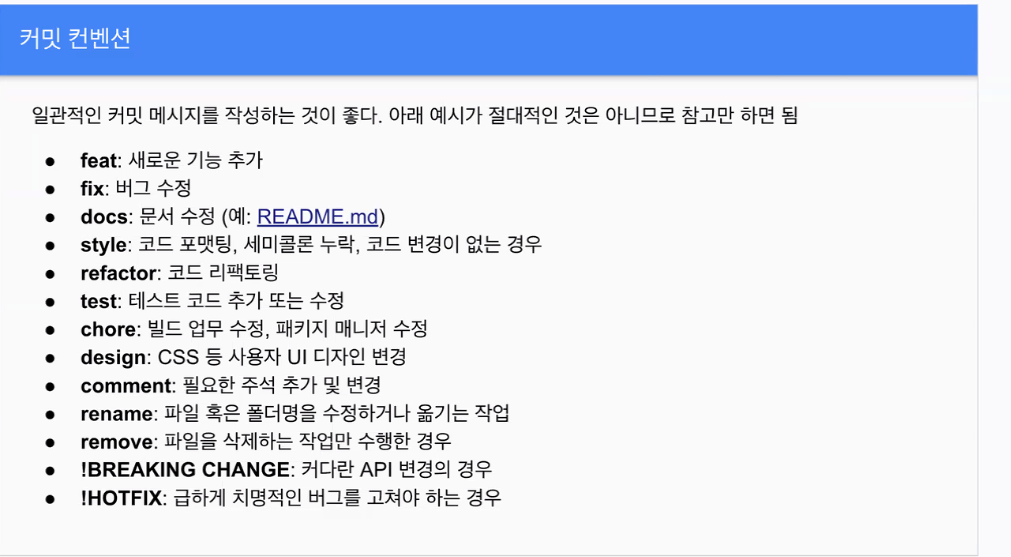 커밋 컨벤션
일관적인 커밋 메시지를 작성하는 것이 좋다. 아래 예시가 절대적인 것은 아니므로 참고만 하면 됨
● feat: 새로운 기능 추가
● fix: 버그 수정
● docs: 문서 수정 (예: README.md)
● style: 코드 포맷팅, 세미콜론 누락, 코드 변경이 없는 경우
● refactor: 코드 리팩토링
● test: 테스트 코드 추가 또는 수정
● chore: 빌드 업무 수정, 패키지 매니저 수정
● design: CSS 등 사용자 UI 디자인 변경
● comment: 필요한 주석 추가 및 변경
● rename: 파일 혹은 폴더명을 수정하거나 옮기는 작업
● remove: 파일을 삭제하는 작업만 수행한 경우
● !BREAKING CHANGE: 커다란 API 변경의 경우
● !HOTFIX: 급하게 치명적인 버그를 고쳐야 하는 경우